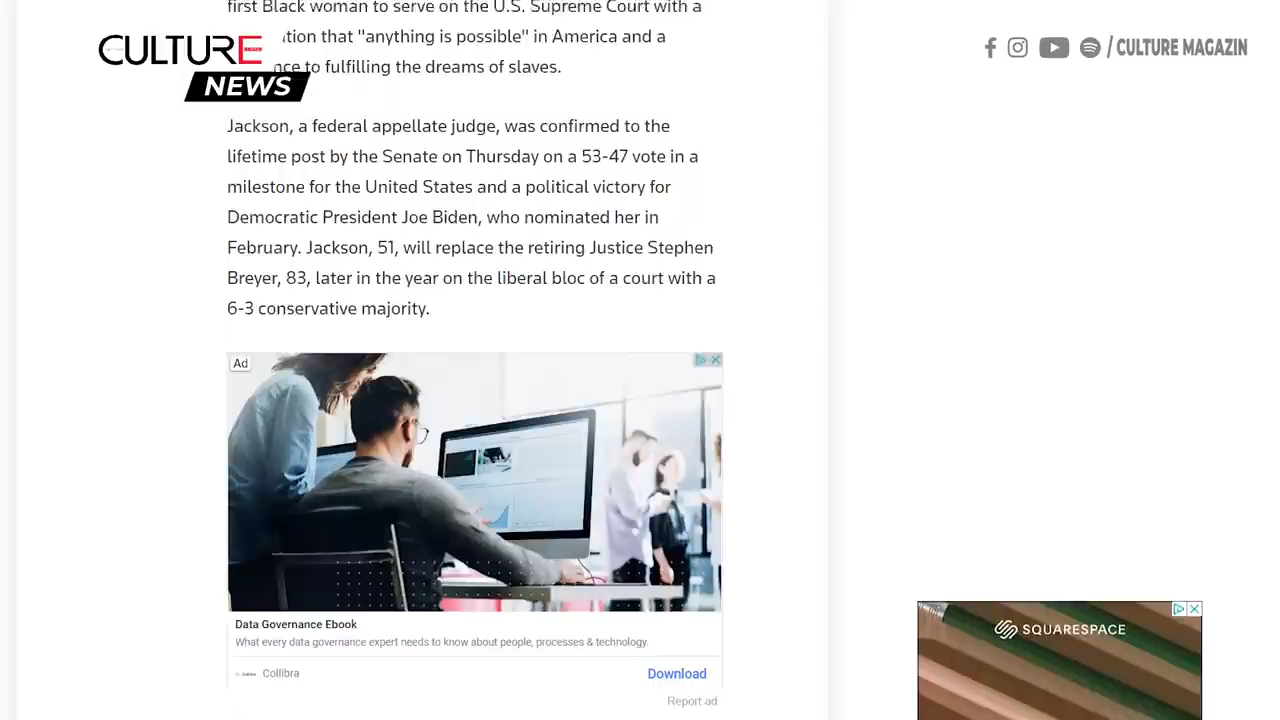 first Black woman to serve on the U.S. Supreme Court with a
tion that "anything is possible" in America and a
nce to fulfilling the dreams of slaves.
CULTURE
NEWS
/ CULTURE MAGAZIN
Jackson, a federal appellate judge, was confirmed to the
lifetime post by the Senate on Thursday on a 53-47 vote in a
milestone for the United States and a political victory for
Democratic President Joe Biden, who nominated her in
February. Jackson, 51, will replace the retiring Justice Stephen
Breyer, 83, later in the year on the liberal bloc of a court with a
6-3 conservative majority.
Ad
Data Governance Ebook
What every data governance expert needs to know about people, processes & technology.
Collibra
Download
Report ad
SQUARESPACE